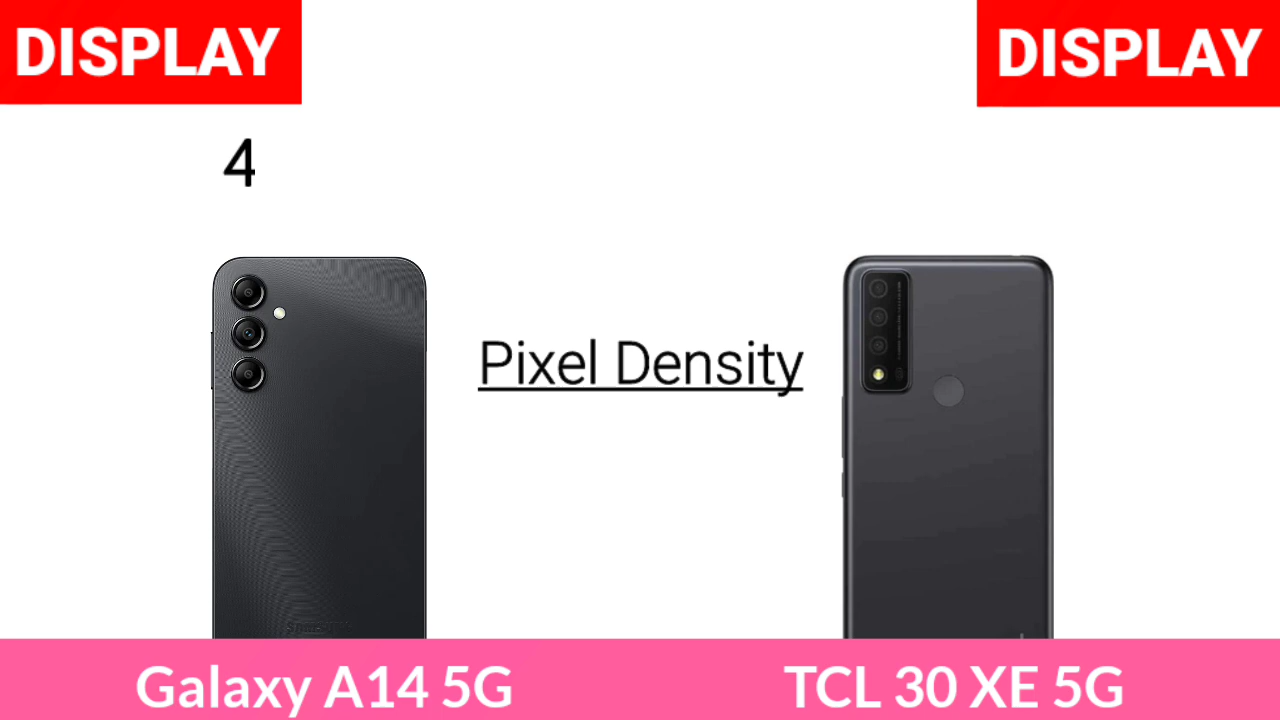 DISPLAY
DISPLAY
4
Pixel Density
Galaxy A14 5G
TCL 30 XE 5G